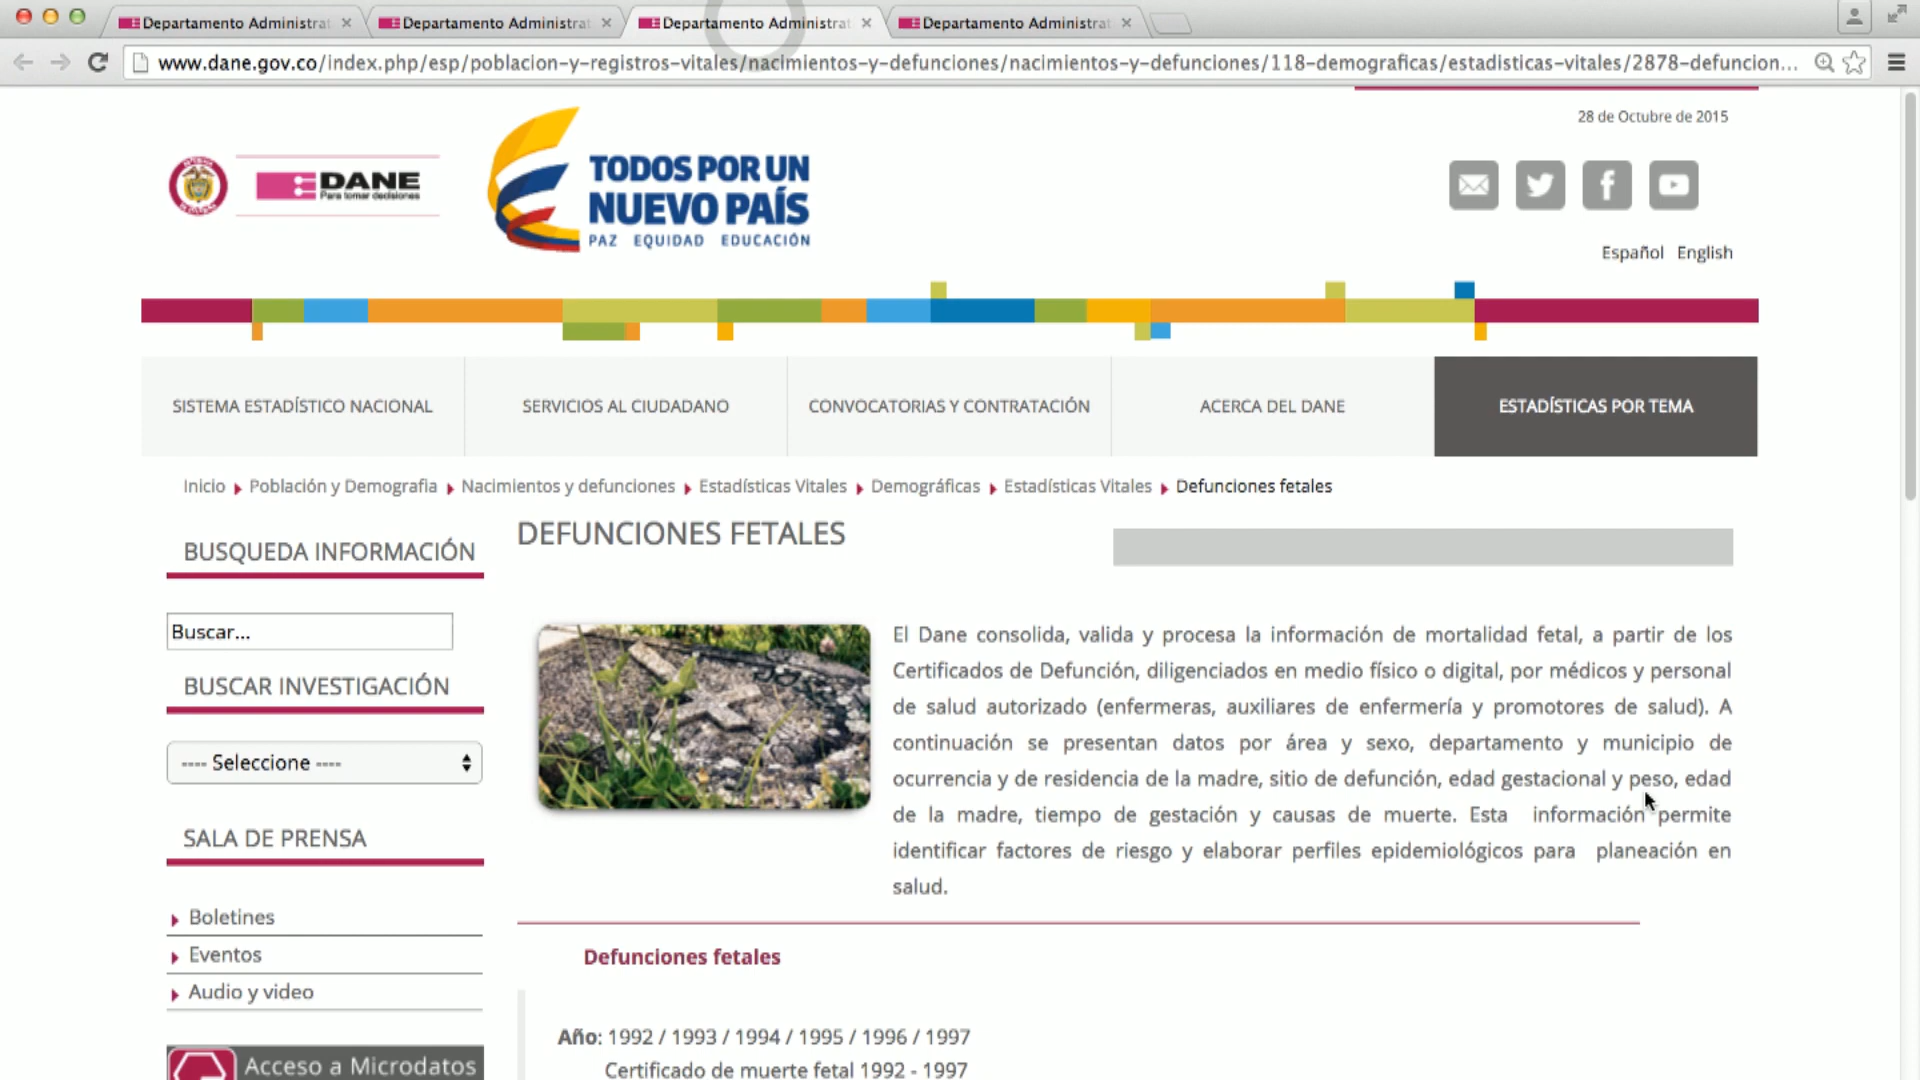 Departamento Administrat
Departamento Administrat
Departamento Administrat
Departamento Administrat
www.dane.gov.co/index.php/esp/poblacion-y-registros-vitales/nacimientos-y-defunciones/nacimientos-y-defunciones/118-demograficas/estadisticas-vitales/2878-defuncion...
28 de Octubre de 2015
DANE
Para tomar decisiones
TODOS POR UN
NUEVO PAÍS
PAZ EQUIDAD EDUCACIÓN
Español English
SISTEMA ESTADÍSTICO NACIONAL
SERVICIOS AL CIUDADANO
CONVOCATORIAS Y CONTRATACIÓN
ACERCA DEL DANE
ESTADÍSTICAS POR TEMA
Inicio Población y Demografia Nacimientos y defunciones Estadísticas Vitales Demográficas Estadísticas Vitales Defunciones fetales
BUSQUEDA INFORMACIÓN
Buscar...
BUSCAR INVESTIGACIÓN
---- Seleccione ----
SALA DE PRENSA
Boletines
Eventos
Audio y video
Acceso a Microdatos
DEFUNCIONES FETALES
El Dane consolida, valida y procesa la información de mortalidad fetal, a partir de los
Certificados de Defunción, diligenciados en medio físico o digital, por médicos y personal
de salud autorizado (enfermeras, auxiliares de enfermería y promotores de salud). A
continuación se presentan datos por área y sexo, departamento y municipio de
ocurrencia y de residencia de la madre, sitio de defunción, edad gestacional y peso, edad
de la madre, tiempo de gestación y causas de muerte. Esta información permite
identificar factores de riesgo y elaborar perfiles epidemiológicos para planeación en
salud.
Defunciones fetales
Año: 1992 / 1993 / 1994 / 1995 / 1996 / 1997
Certificado de muerte fetal 1992 - 1997